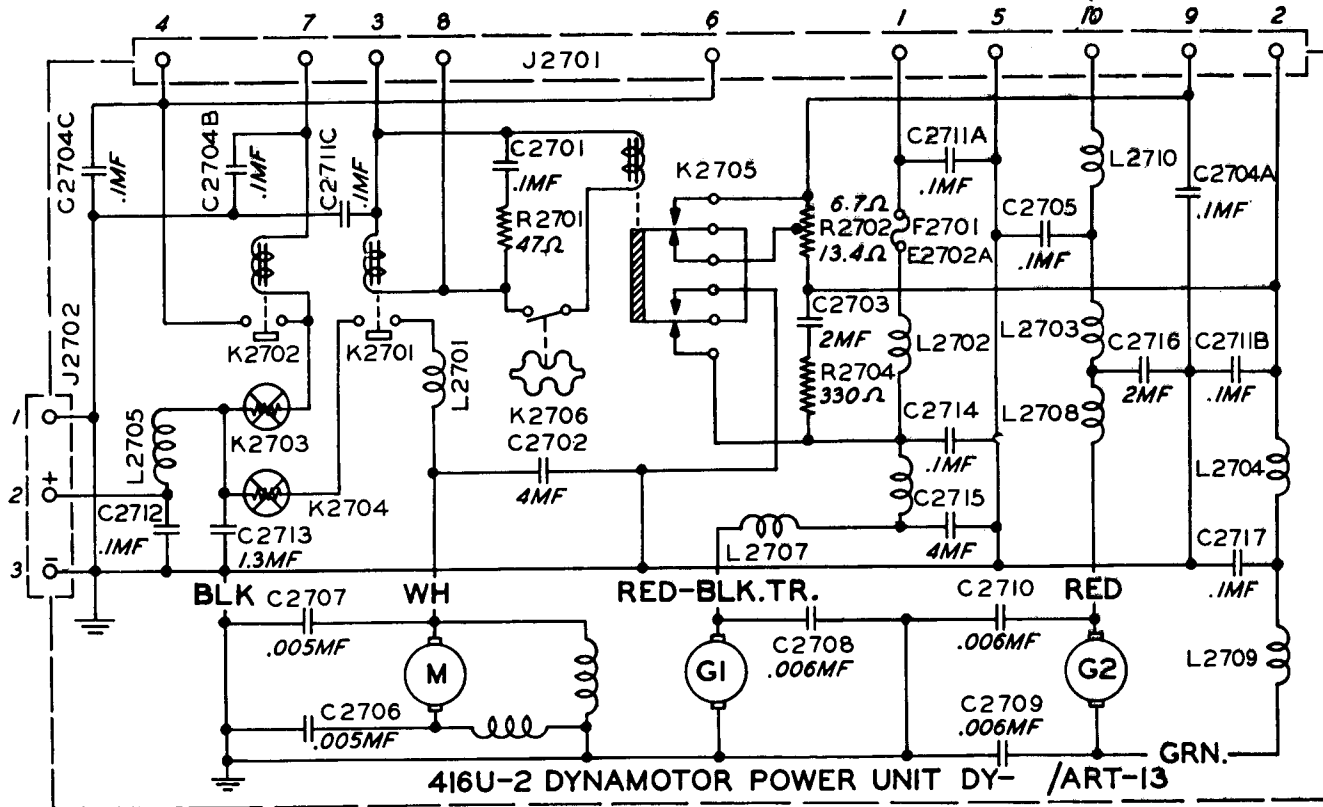 4 7 3 8 6 1 5 10 9 2
J2701
C2704C
.1MF
C2704B
.1MF
C2711C
.1MF
C2701
.1MF
R2701
47Ω
K2705
6.7Ω
R2702
13.4Ω
C2711A
.1MF
F2701
E2702A
L2710
C2705
.1MF
C2704A
.1MF
J2702
K2702
K2701
L2701
K2706
C2703
2MF
R2704
330Ω
L2702
L2703
C2716
2MF
C2711B
.1MF
L2708
1
L2705
K2703
K2704
C2702
4MF
C2714
.1MF
L2704
2 +
C2712
.1MF
C2713
1.3MF
L2707
C2715
4MF
C2717
.1MF
3 –
BLK WH RED-BLK.TR. RED
C2707
.005MF
C2708
.006MF
C2710
.006MF
L2709
M G1 G2
C2706
.005MF
C2709
.006MF
GRN.
416U-2 DYNAMOTOR POWER UNIT DY- /ART-13